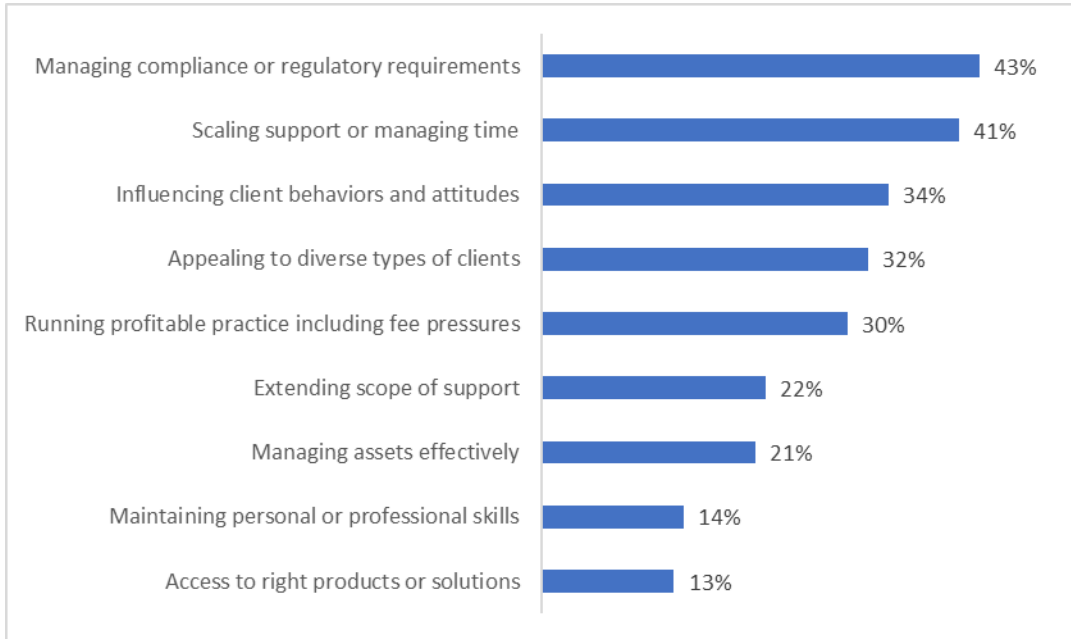 Managing compliance or regulatory requirements 43%
Scaling support or managing time 41%
Influencing client behaviors and attitudes 34%
Appealing to diverse types of clients 32%
Running profitable practice including fee pressures 30%
Extending scope of support 22%
Managing assets effectively 21%
Maintaining personal or professional skills 14%
Access to right products or solutions 13%